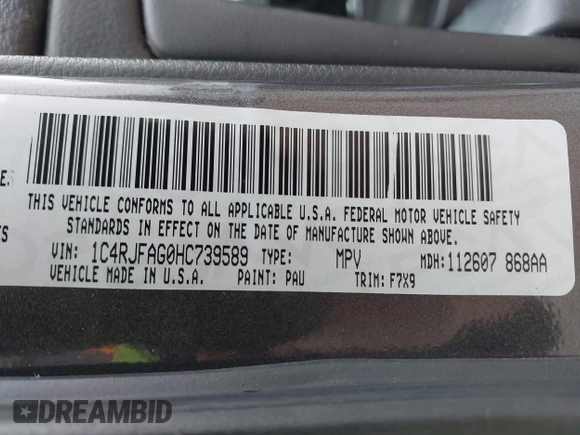 E:
THIS VEHICLE CONFORMS TO ALL APPLICABLE U.S.A. FEDERAL MOTOR VEHICLE SAFETY
STANDARDS IN EFFECT ON THE DATE OF MANUFACTURE SHOWN ABOVE.
TS
VIN: 1C4RJFAG0HC739589 TYPE: MPV MDH:112607 868AA
VEHICLE MADE IN U.S.A. PAINT: PAU TRIM:F7X9
DREAMBID